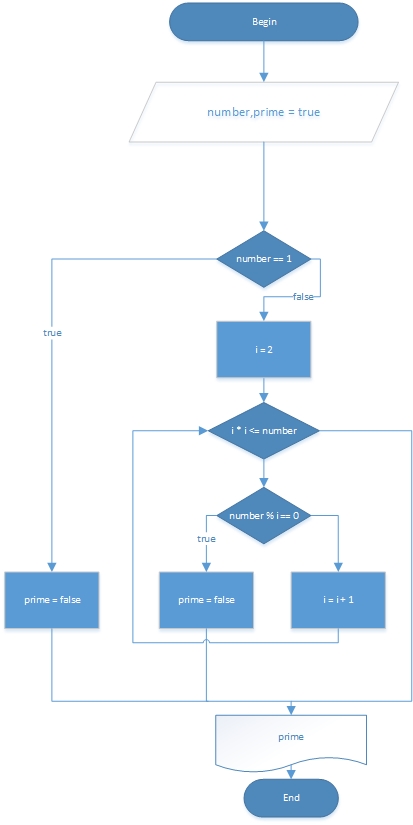 Begin
number,prime = true
number == 1
false
true
i = 2
i * i <= number
number % i == 0
true
prime = false
prime = false
i = i + 1
prime
End